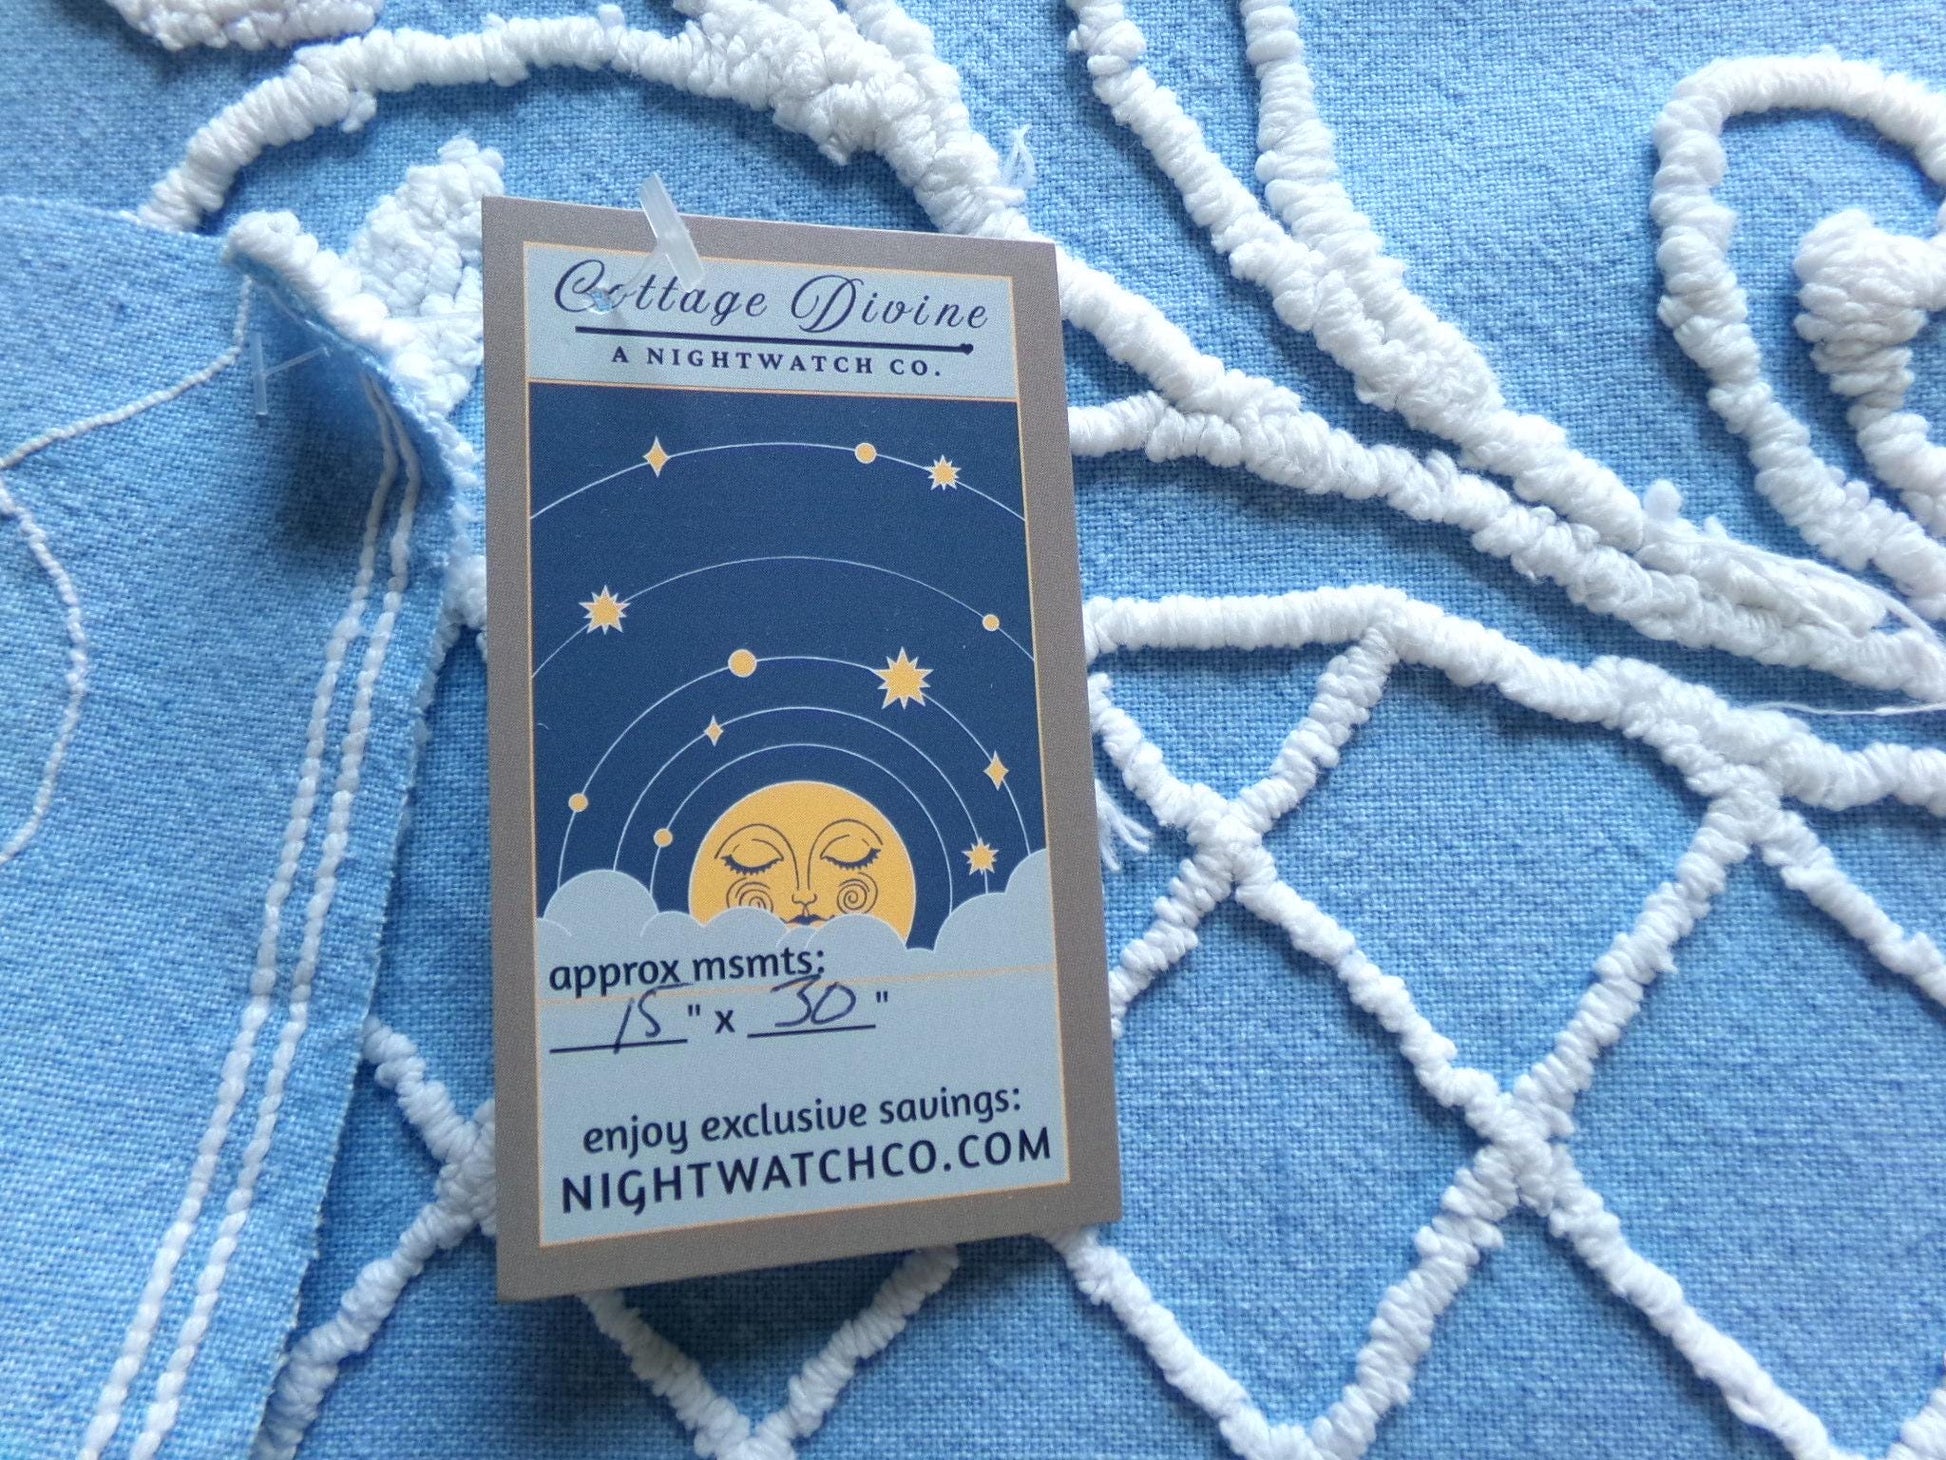 Cottage Divine
A NIGHTWATCH CO.
approx msmts:
15" x 30"
enjoy exclusive savings:
NIGHTWATCHCO.COM